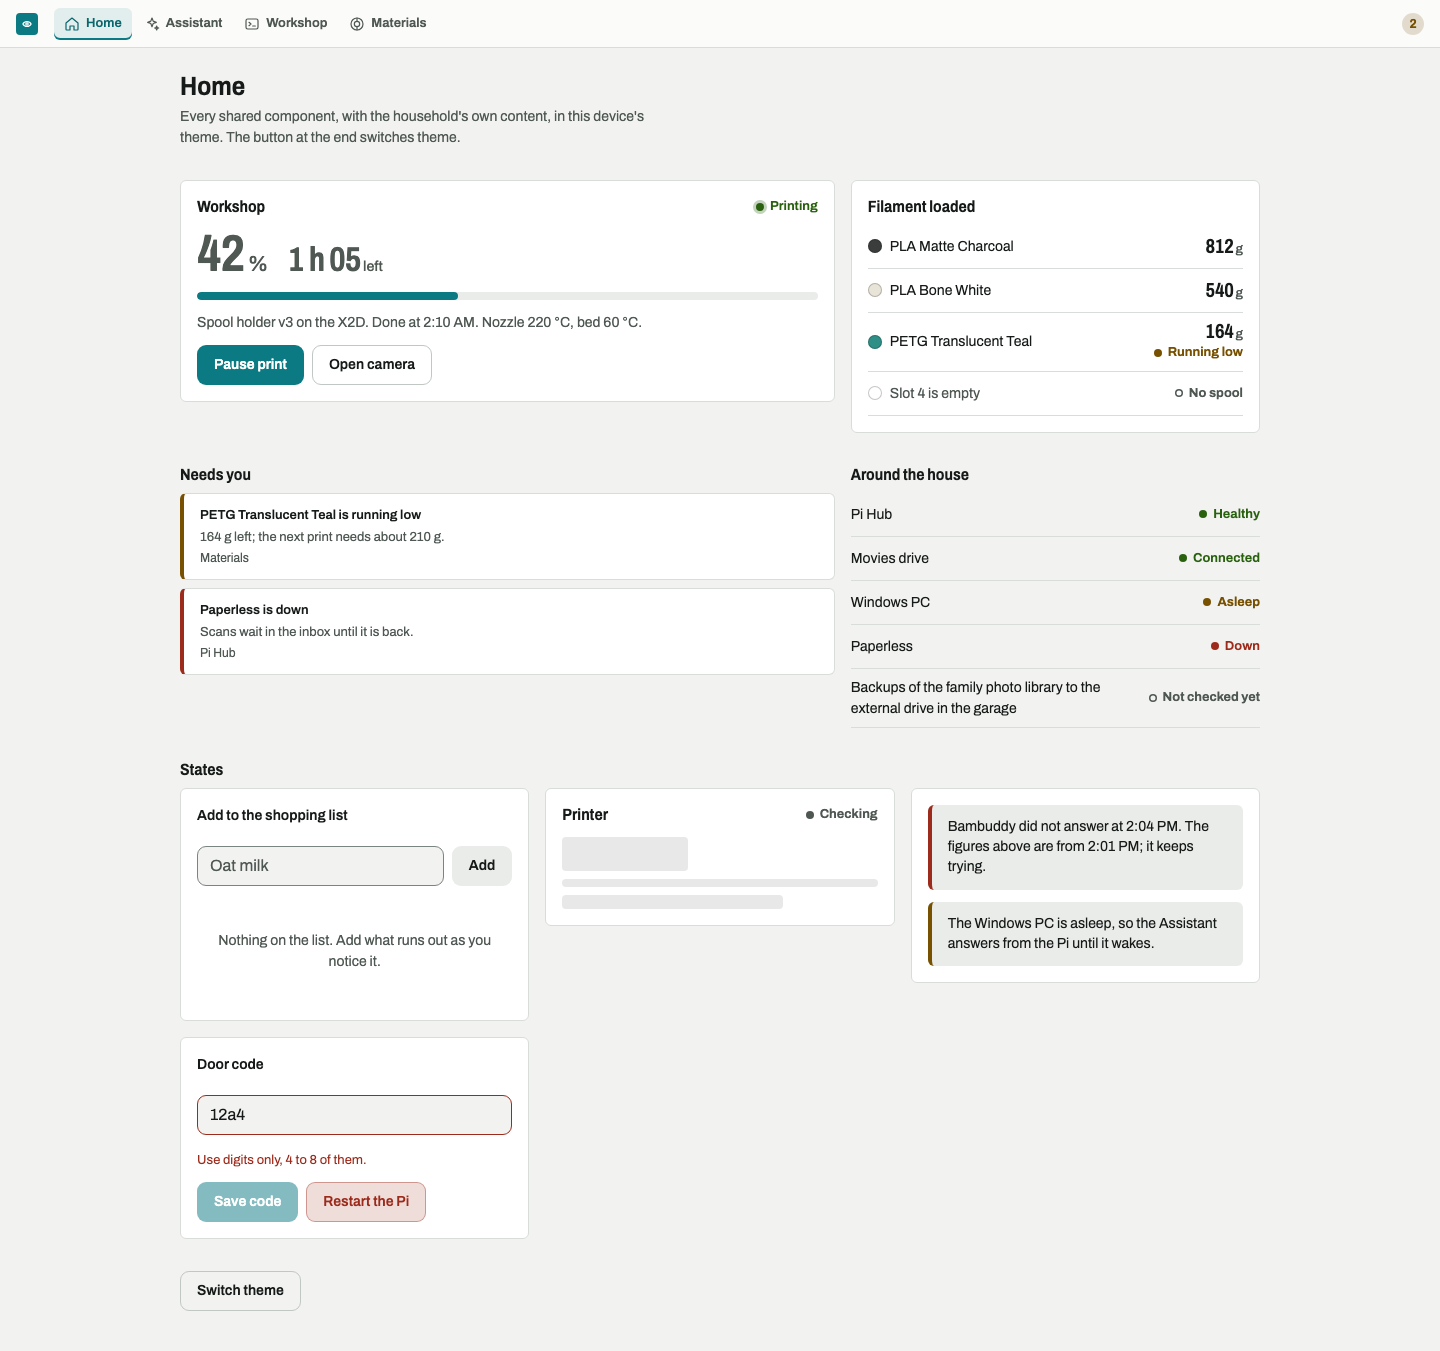 Home
Assistant
Workshop
Materials
2
Home
Every shared component, with the household's own content, in this device's
theme. The button at the end switches theme.
Workshop
Printing
42 %
1 h 05 left
Spool holder v3 on the X2D. Done at 2:10 AM. Nozzle 220 °C, bed 60 °C.
Pause print
Open camera
Filament loaded
PLA Matte Charcoal
812 g
PLA Bone White
540 g
PETG Translucent Teal
164 g
Running low
Slot 4 is empty
No spool
Needs you
PETG Translucent Teal is running low
164 g left; the next print needs about 210 g.
Materials
Paperless is down
Scans wait in the inbox until it is back.
Pi Hub
Around the house
Pi Hub
Healthy
Movies drive
Connected
Windows PC
Asleep
Paperless
Down
Backups of the family photo library to the
external drive in the garage
Not checked yet
States
Add to the shopping list
Oat milk
Add
Nothing on the list. Add what runs out as you
notice it.
Printer
Checking
Bambuddy did not answer at 2:04 PM. The
figures above are from 2:01 PM; it keeps
trying.
The Windows PC is asleep, so the Assistant
answers from the Pi until it wakes.
Door code
12a4
Use digits only, 4 to 8 of them.
Save code
Restart the Pi
Switch theme